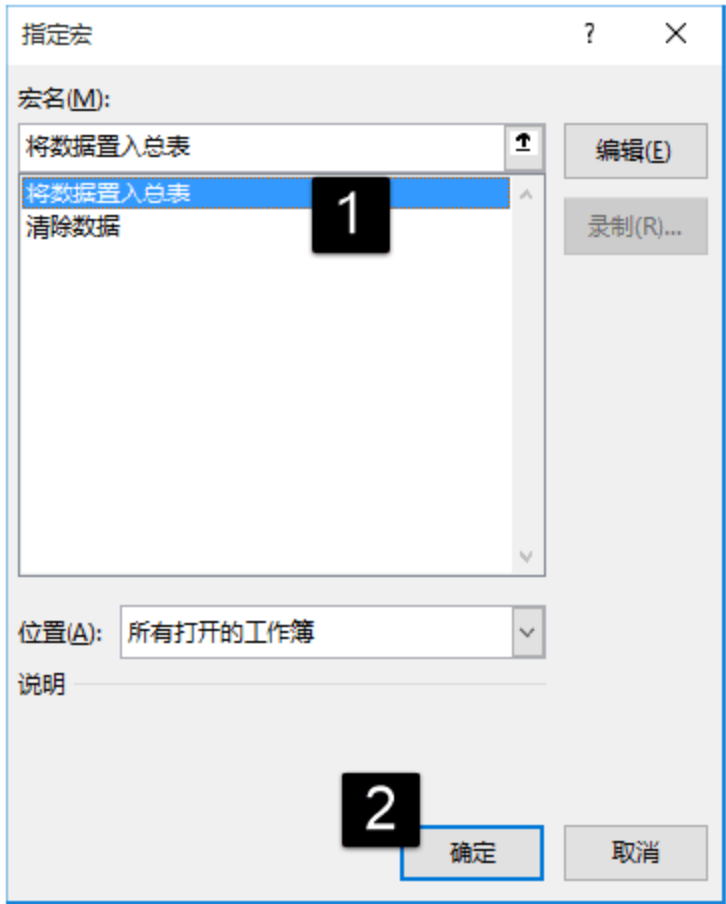 指定宏 ?
宏名(M):
将数据置入总表
编辑(E)
将数据置入总表
1
清除数据
录制(R)...
位置(A): 所有打开的工作簿
说明
2
确定 取消